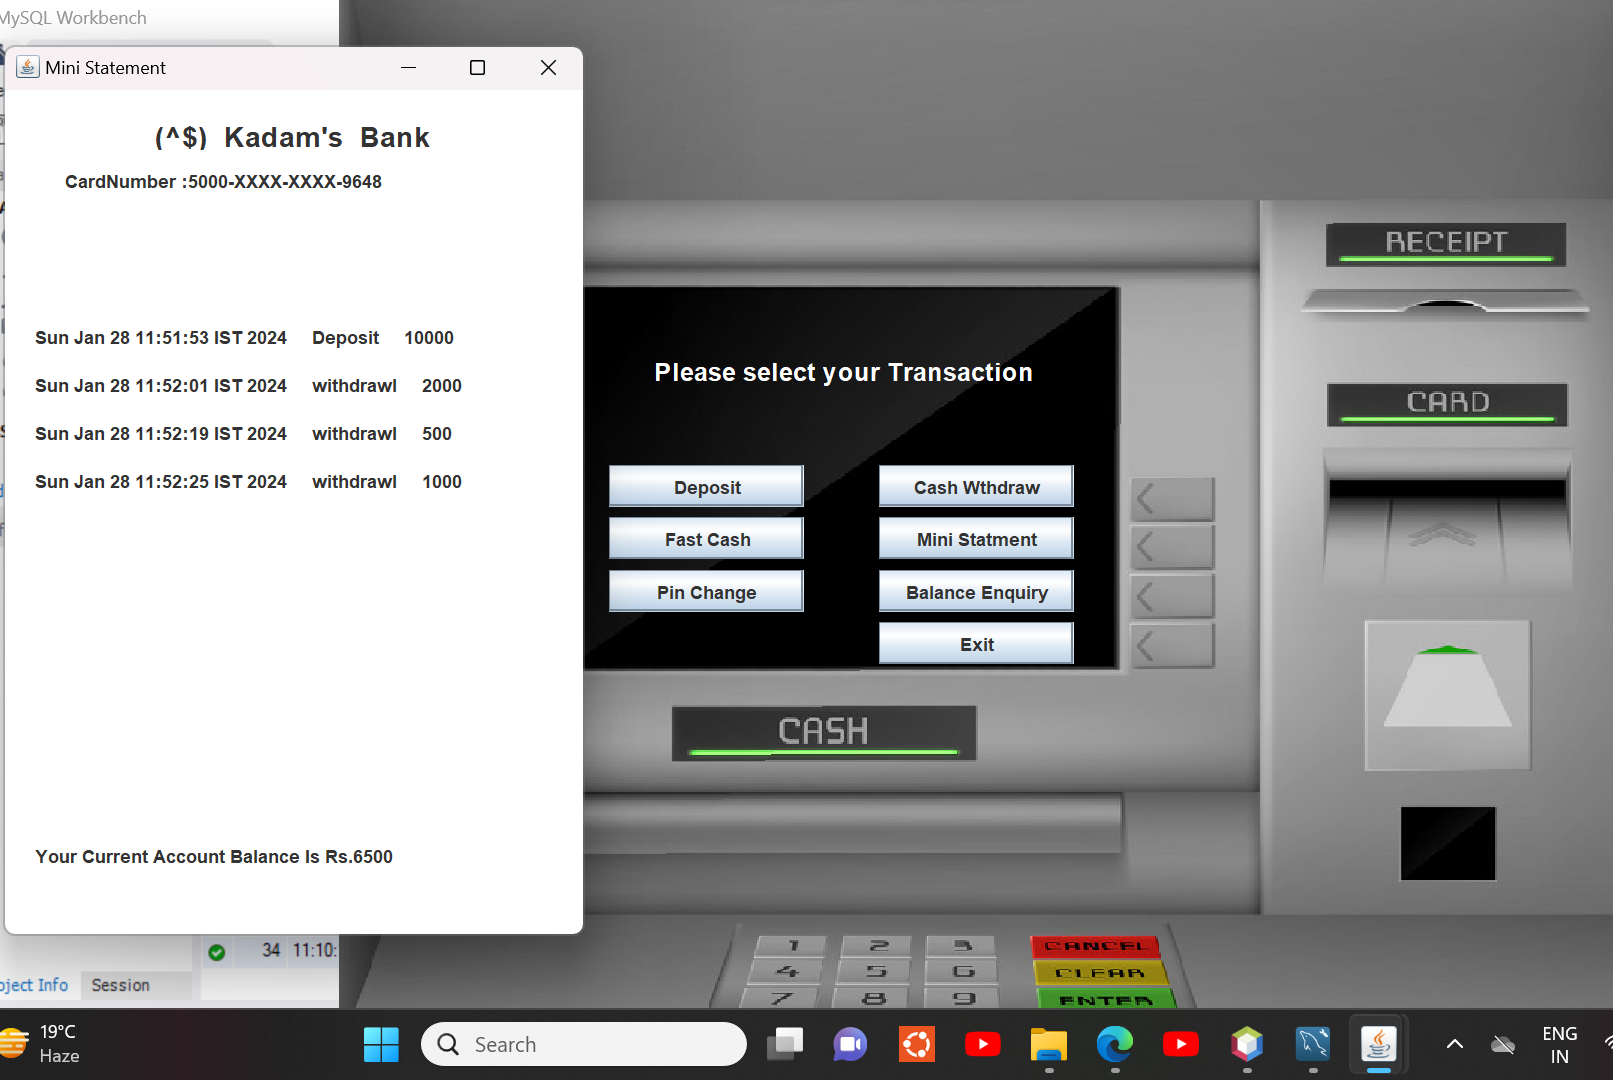 MySQL Workbench
Mini Statement
(^$) Kadam's Bank
CardNumber :5000-XXXX-XXXX-9648
Sun Jan 28 11:51:53 IST 2024 Deposit 10000
Sun Jan 28 11:52:01 IST 2024 withdrawl 2000
Sun Jan 28 11:52:19 IST 2024 withdrawl 500
Sun Jan 28 11:52:25 IST 2024 withdrawl 1000
Your Current Account Balance Is Rs.6500
Please select your Transaction
Deposit
Cash Wthdraw
Fast Cash
Mini Statment
Pin Change
Balance Enquiry
Exit
RECEIPT
CARD
CASH
1 2 3 CANCEL
4 5 6 CLEAR
7 8 9 ENTER
34 11:10:
Info Session
19°C
Haze
Search
ENG
IN